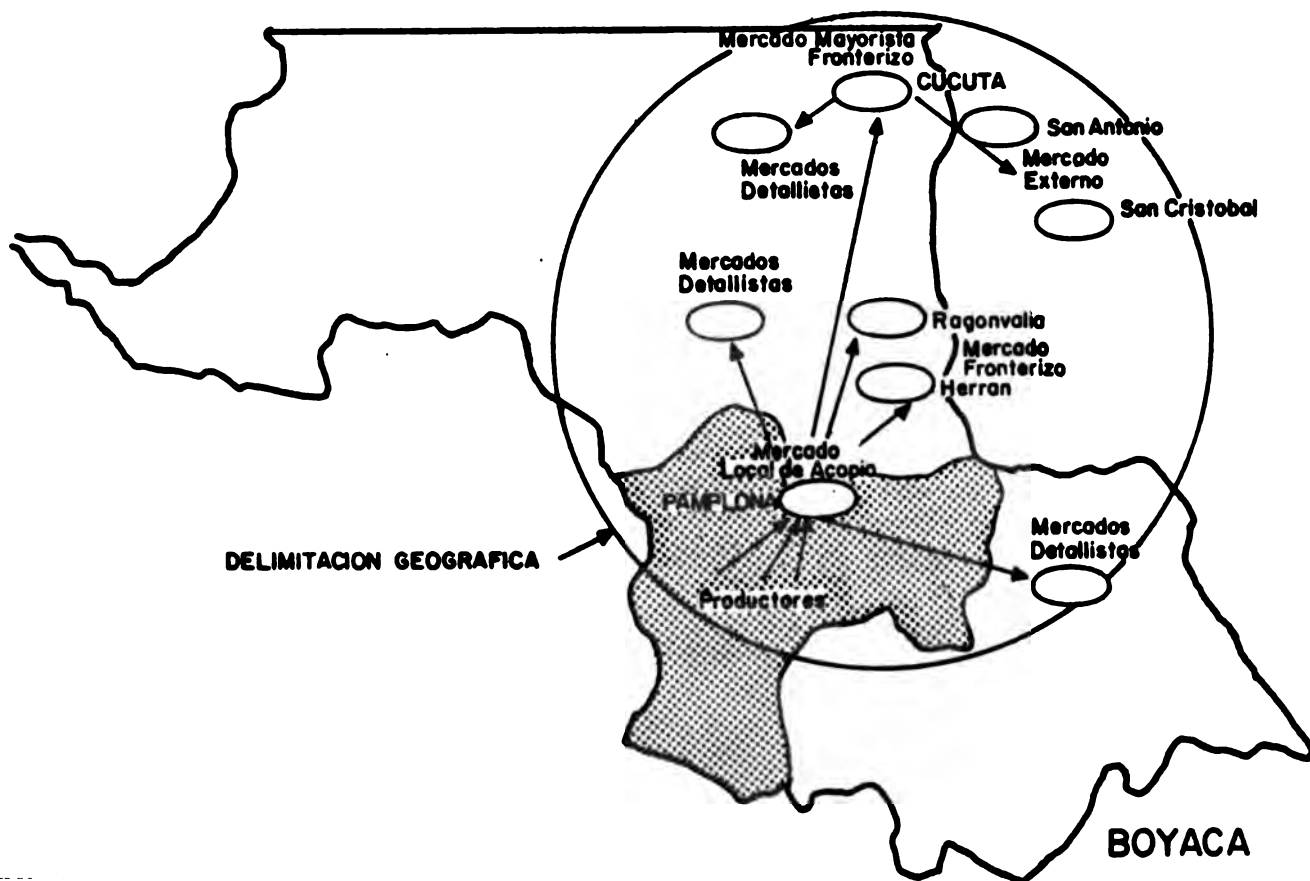 Mercado Mayorista
Fronterizo
CUCUTA
San Antonio
Mercado
Externo
San Cristobal
Mercados
Detallistas
Mercados
Detallistas
Ragonvalia
Mercado
Fronterizo
Herran
Mercado
Local de Acopio
PAMPLONA
Mercados
Detallistas
DELIMITACION GEOGRAFICA
Productores
BOYACA